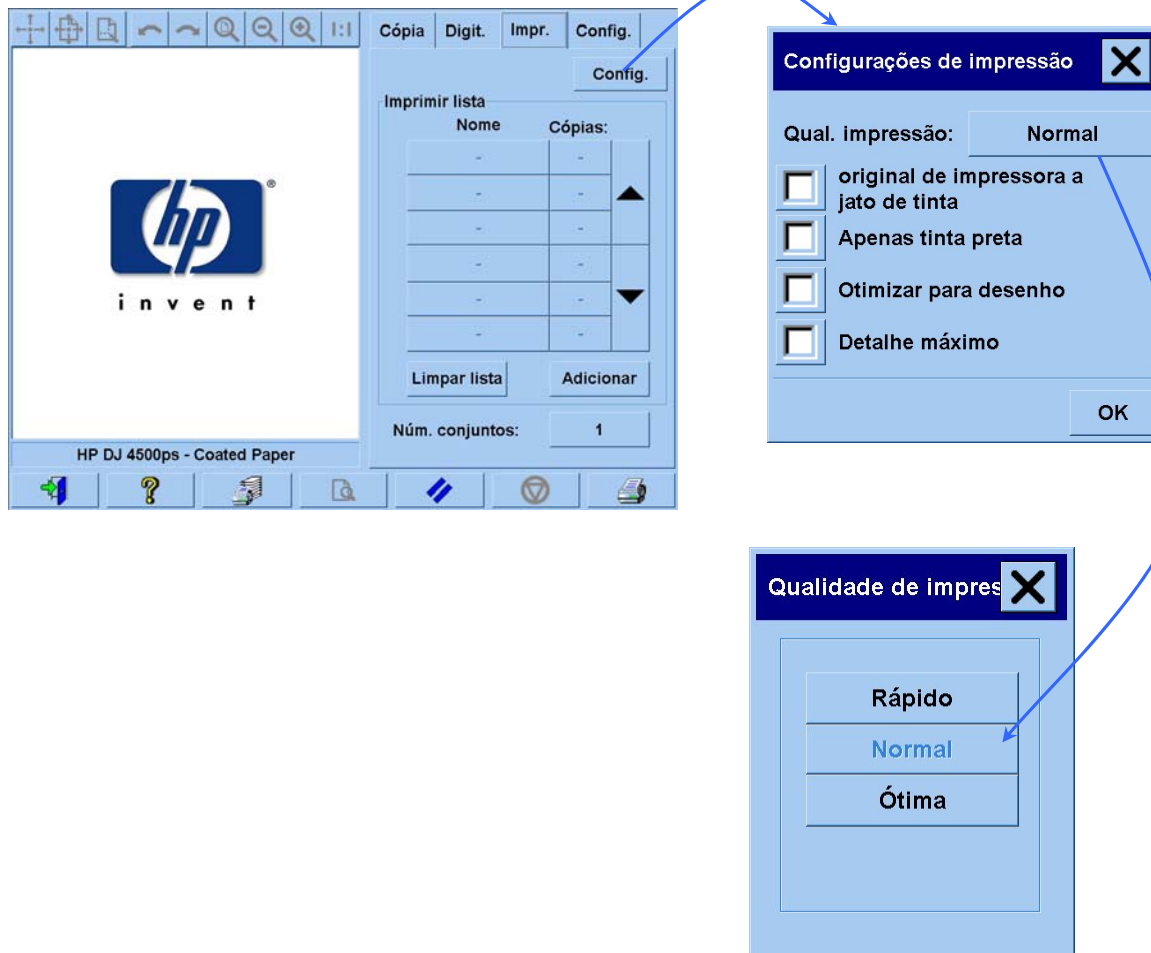 1:1
Cópia Digit. Impr. Config.
Config.
Imprimir lista
Nome Cópias:
- -
- -
- -
- -
- -
- -
Limpar lista Adicionar
Núm. conjuntos: 1
hp ®
invent
HP DJ 4500ps - Coated Paper
Configurações de impressão
Qual. impressão: Normal
original de impressora a
jato de tinta
Apenas tinta preta
Otimizar para desenho
Detalhe máximo
OK
Qualidade de impres
Rápido
Normal
Ótima